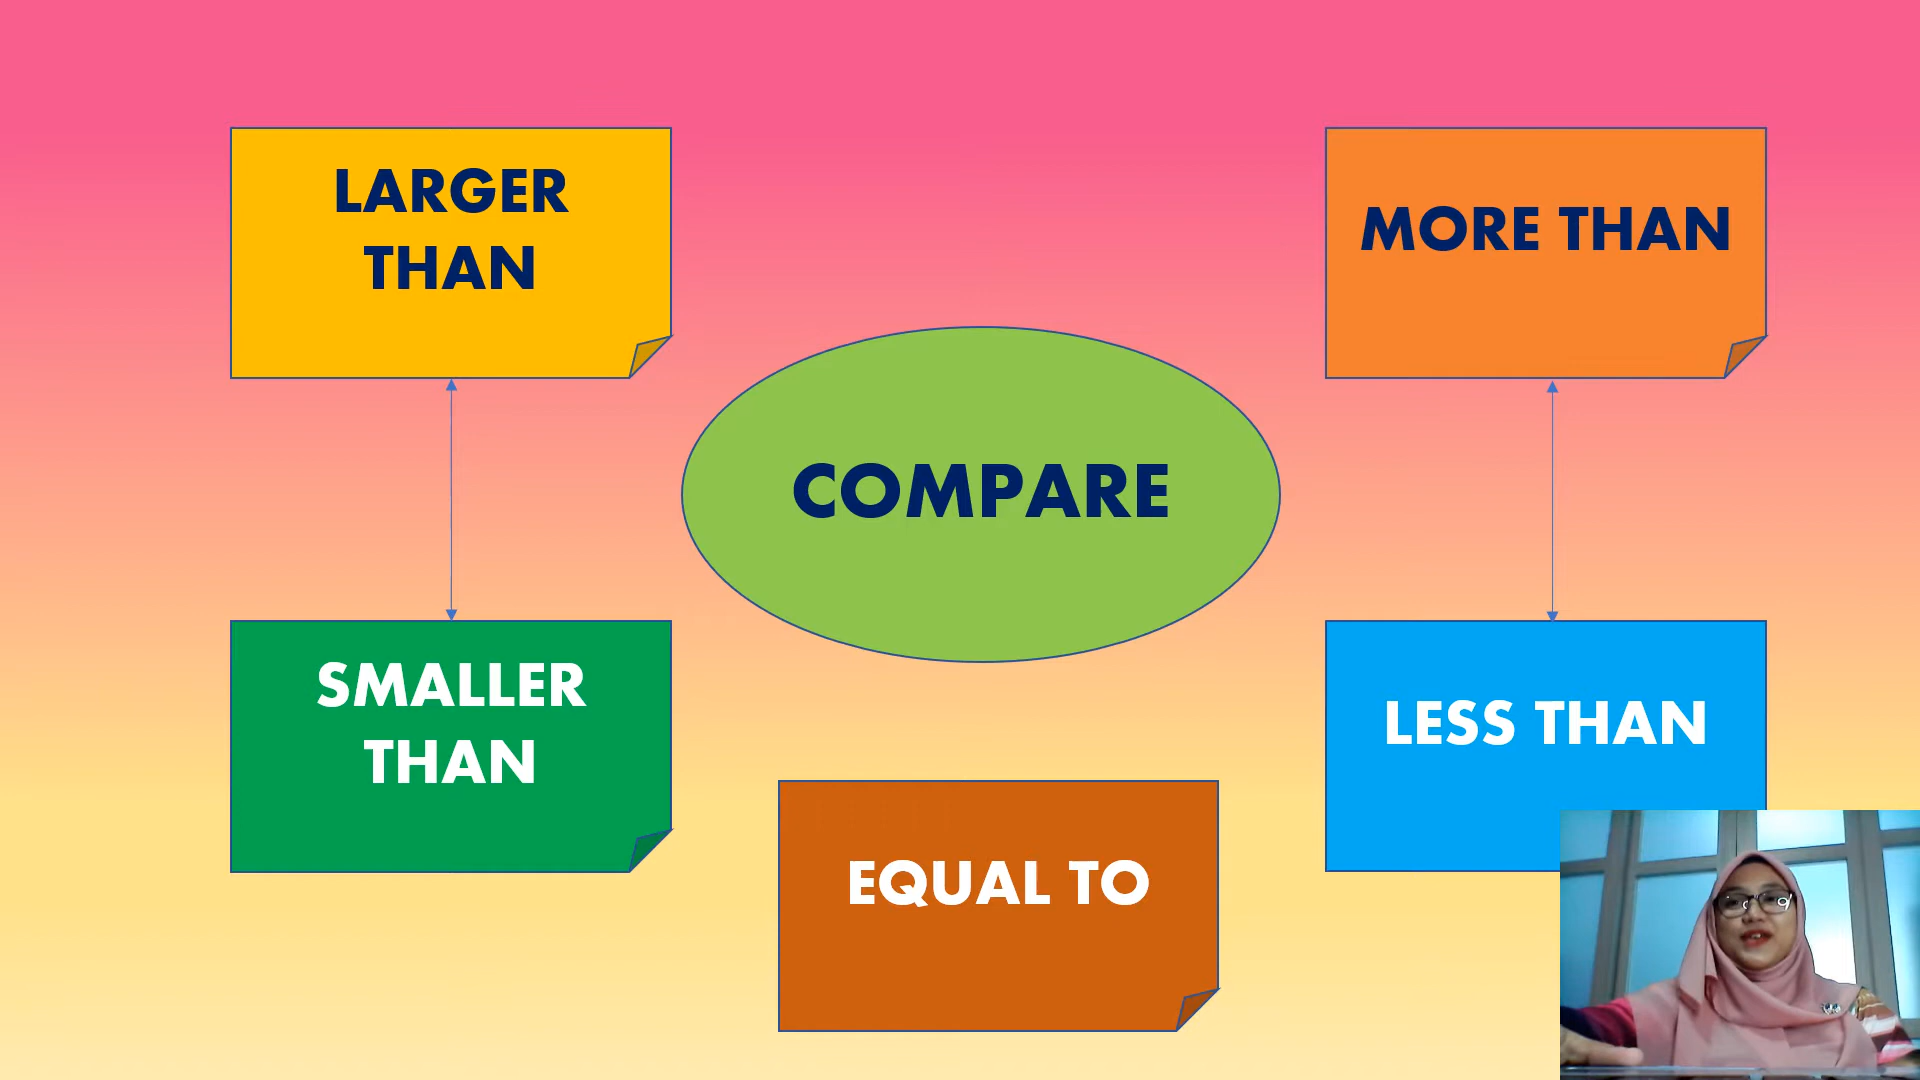 LARGER
THAN
MORE THAN
COMPARE
SMALLER
THAN
LESS THAN
EQUAL TO